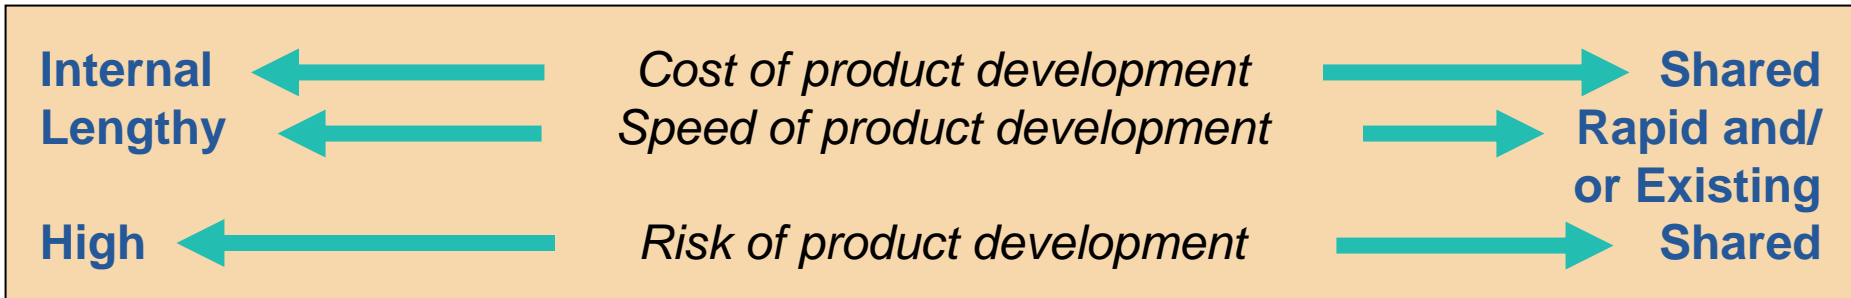 Internal Cost of product development Shared
Lengthy Speed of product development Rapid and/
or Existing
High Risk of product development Shared